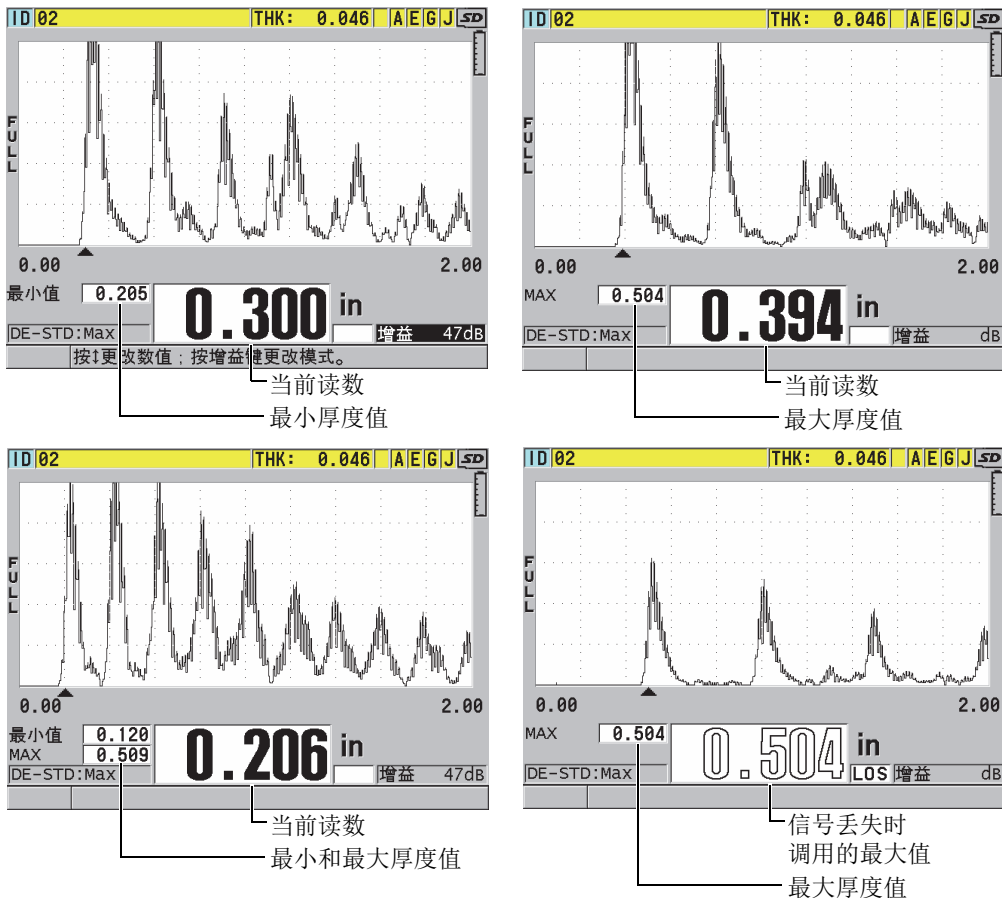 ID 02 THK: 0.046 A E G J SD
FULL
0.00 2.00
最小值 0.205 0.300 in
DE-STD:Max 增益 47dB
按↕更改数值；按增益键更改模式。
当前读数
最小厚度值
ID 02 THK: 0.046 A E G J SD
FULL
0.00 2.00
MAX 0.504 0.394 in
DE-STD:Max 增益 dB
当前读数
最大厚度值
ID 02 THK: 0.046 A E G J SD
FULL
0.00 2.00
最小值 0.120
MAX 0.509 0.206 in
DE-STD:Max 增益 47dB
当前读数
最小和最大厚度值
ID 02 THK: 0.046 A E G J SD
FULL
0.00 2.00
MAX 0.504 0.504 in
DE-STD:Max LOS 增益 dB
信号丢失时
调用的最大值
最大厚度值